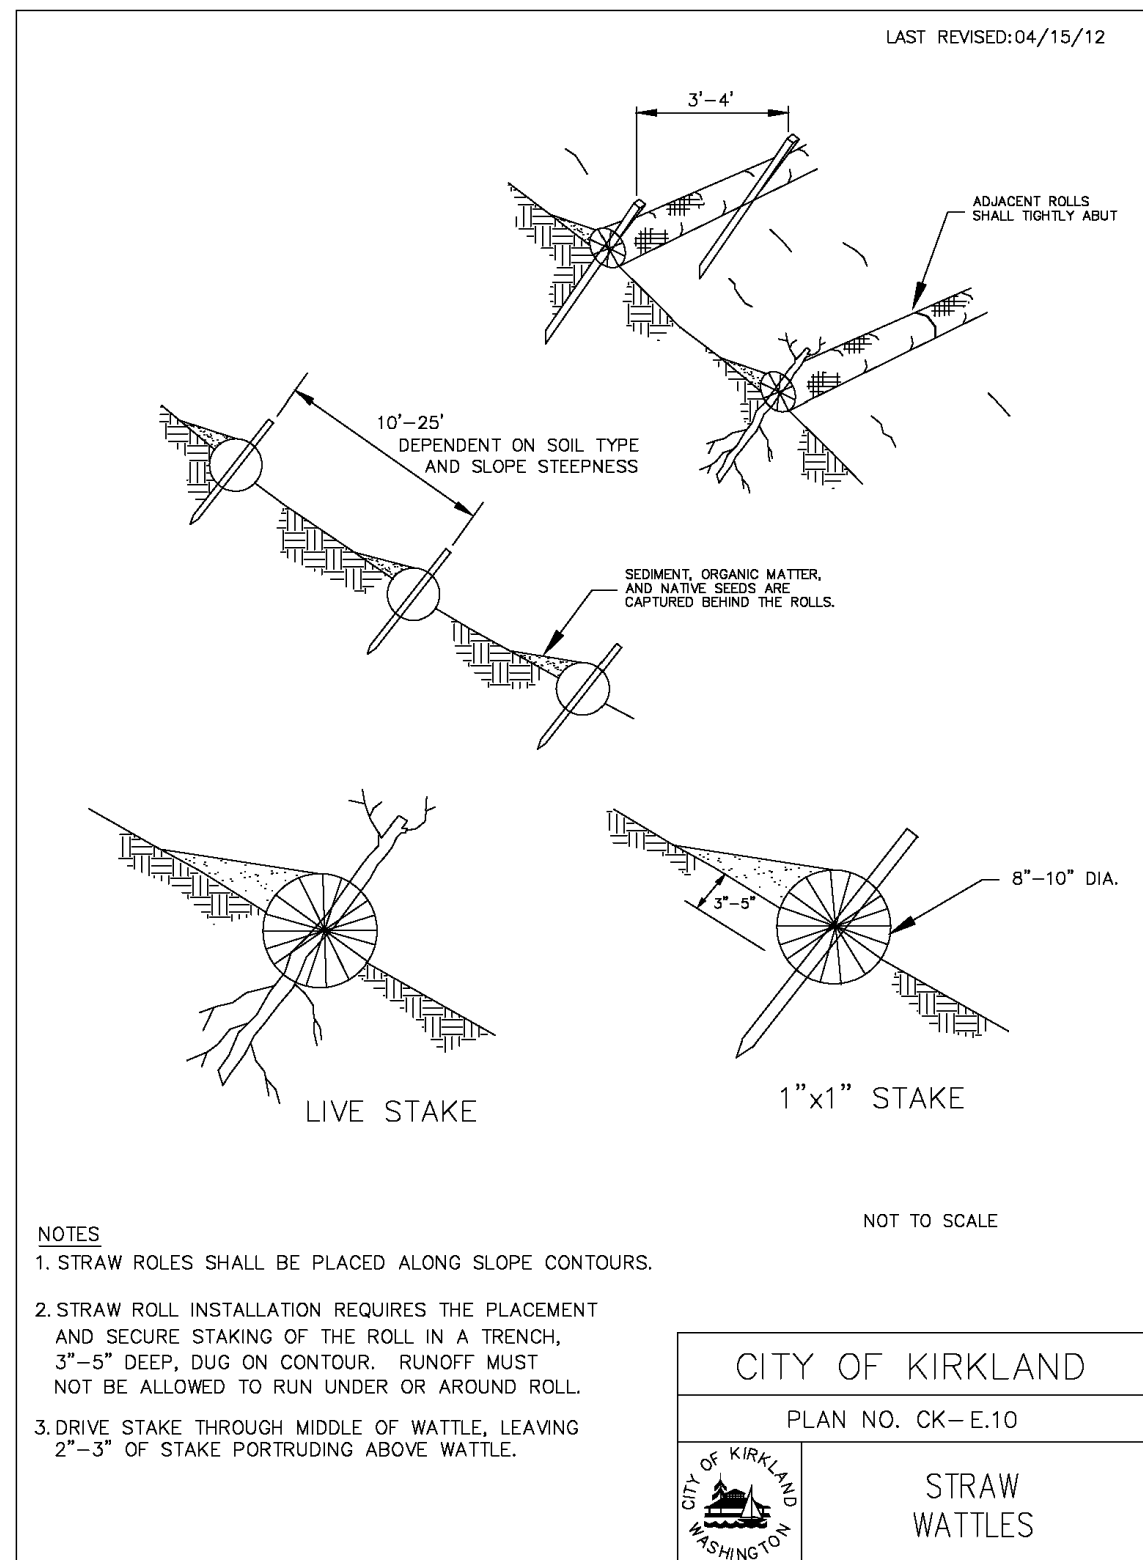 LAST REVISED:04/15/12
3'-4'
ADJACENT ROLLS
SHALL TIGHTLY ABUT
10'-25'
DEPENDENT ON SOIL TYPE
AND SLOPE STEEPNESS
SEDIMENT, ORGANIC MATTER,
AND NATIVE SEEDS ARE
CAPTURED BEHIND THE ROLLS.
3"-5"
8"-10" DIA.
LIVE STAKE
1"x1" STAKE
NOT TO SCALE
NOTES
1. STRAW ROLES SHALL BE PLACED ALONG SLOPE CONTOURS.
2. STRAW ROLL INSTALLATION REQUIRES THE PLACEMENT
AND SECURE STAKING OF THE ROLL IN A TRENCH,
3"-5" DEEP, DUG ON CONTOUR. RUNOFF MUST
NOT BE ALLOWED TO RUN UNDER OR AROUND ROLL.
3. DRIVE STAKE THROUGH MIDDLE OF WATTLE, LEAVING
2"-3" OF STAKE PORTRUDING ABOVE WATTLE.
CITY OF KIRKLAND
PLAN NO. CK-E.10
CITY OF KIRKLAND
WASHINGTON
STRAW
WATTLES